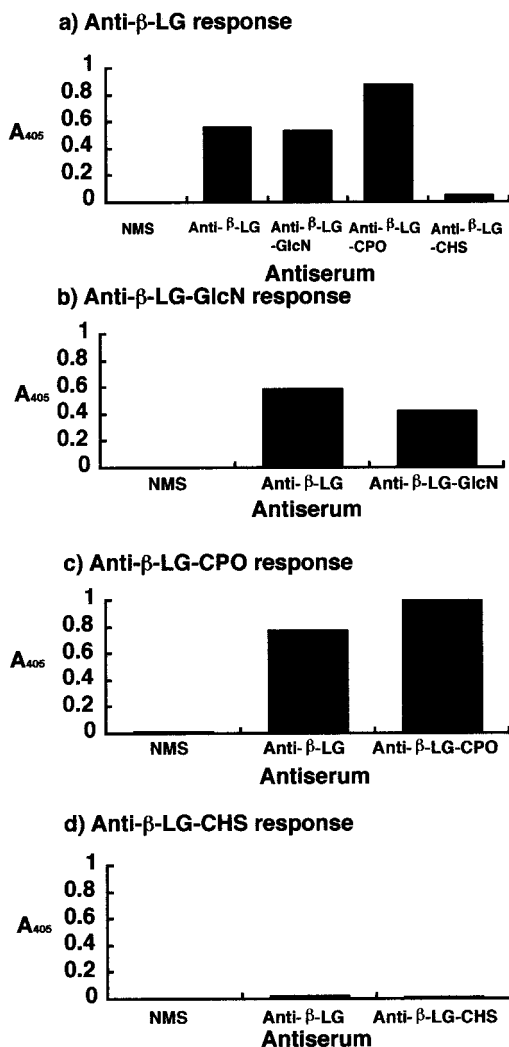 a) Anti-β-LG response
1
0.8
0.6
0.4
0.2
0
A405
NMS
Anti-β-LG
Anti-β-LG
-GlcN
Anti-β-LG
-CPO
Anti-β-LG
-CHS
Antiserum
b) Anti-β-LG-GlcN response
1
0.8
0.6
0.4
0.2
0
A405
NMS
Anti-β-LG
Anti-β-LG-GlcN
Antiserum
c) Anti-β-LG-CPO response
1
0.8
0.6
0.4
0.2
0
A405
NMS
Anti-β-LG
Anti-β-LG-CPO
Antiserum
d) Anti-β-LG-CHS response
1
0.8
0.6
0.4
0.2
0
A405
NMS
Anti-β-LG
Anti-β-LG-CHS
Antiserum